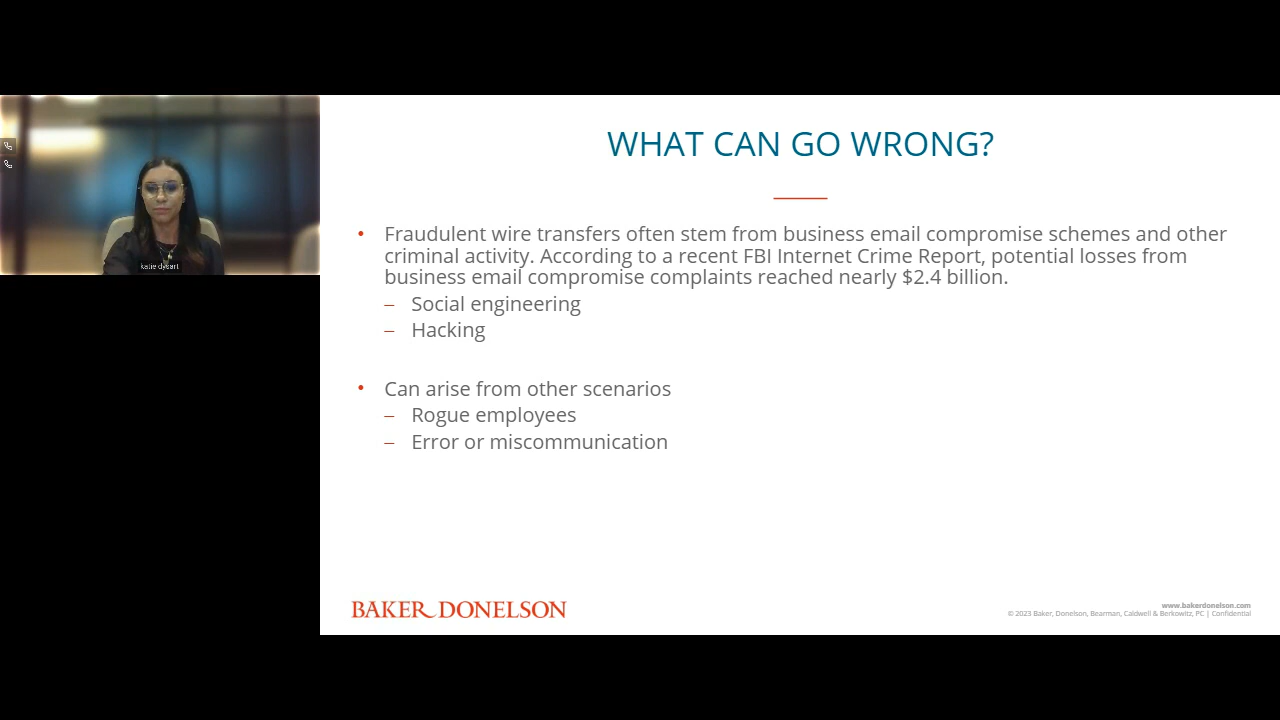 katie dysart
WHAT CAN GO WRONG?
• Fraudulent wire transfers often stem from business email compromise schemes and other
criminal activity. According to a recent FBI Internet Crime Report, potential losses from
business email compromise complaints reached nearly $2.4 billion.
– Social engineering
– Hacking
• Can arise from other scenarios
– Rogue employees
– Error or miscommunication
BAKER DONELSON
www.bakerdonelson.com
© 2023 Baker, Donelson, Bearman, Caldwell & Berkowitz, PC | Confidential